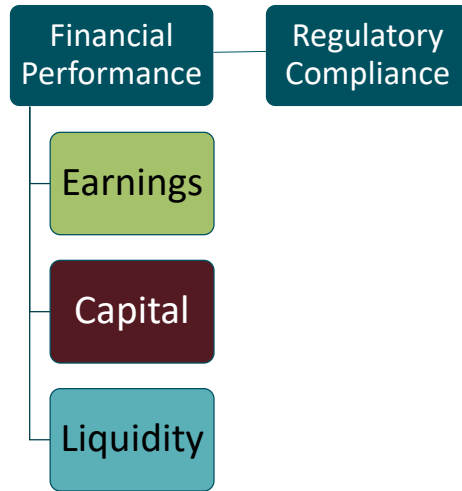 Financial
Performance
Regulatory
Compliance
Earnings
Capital
Liquidity